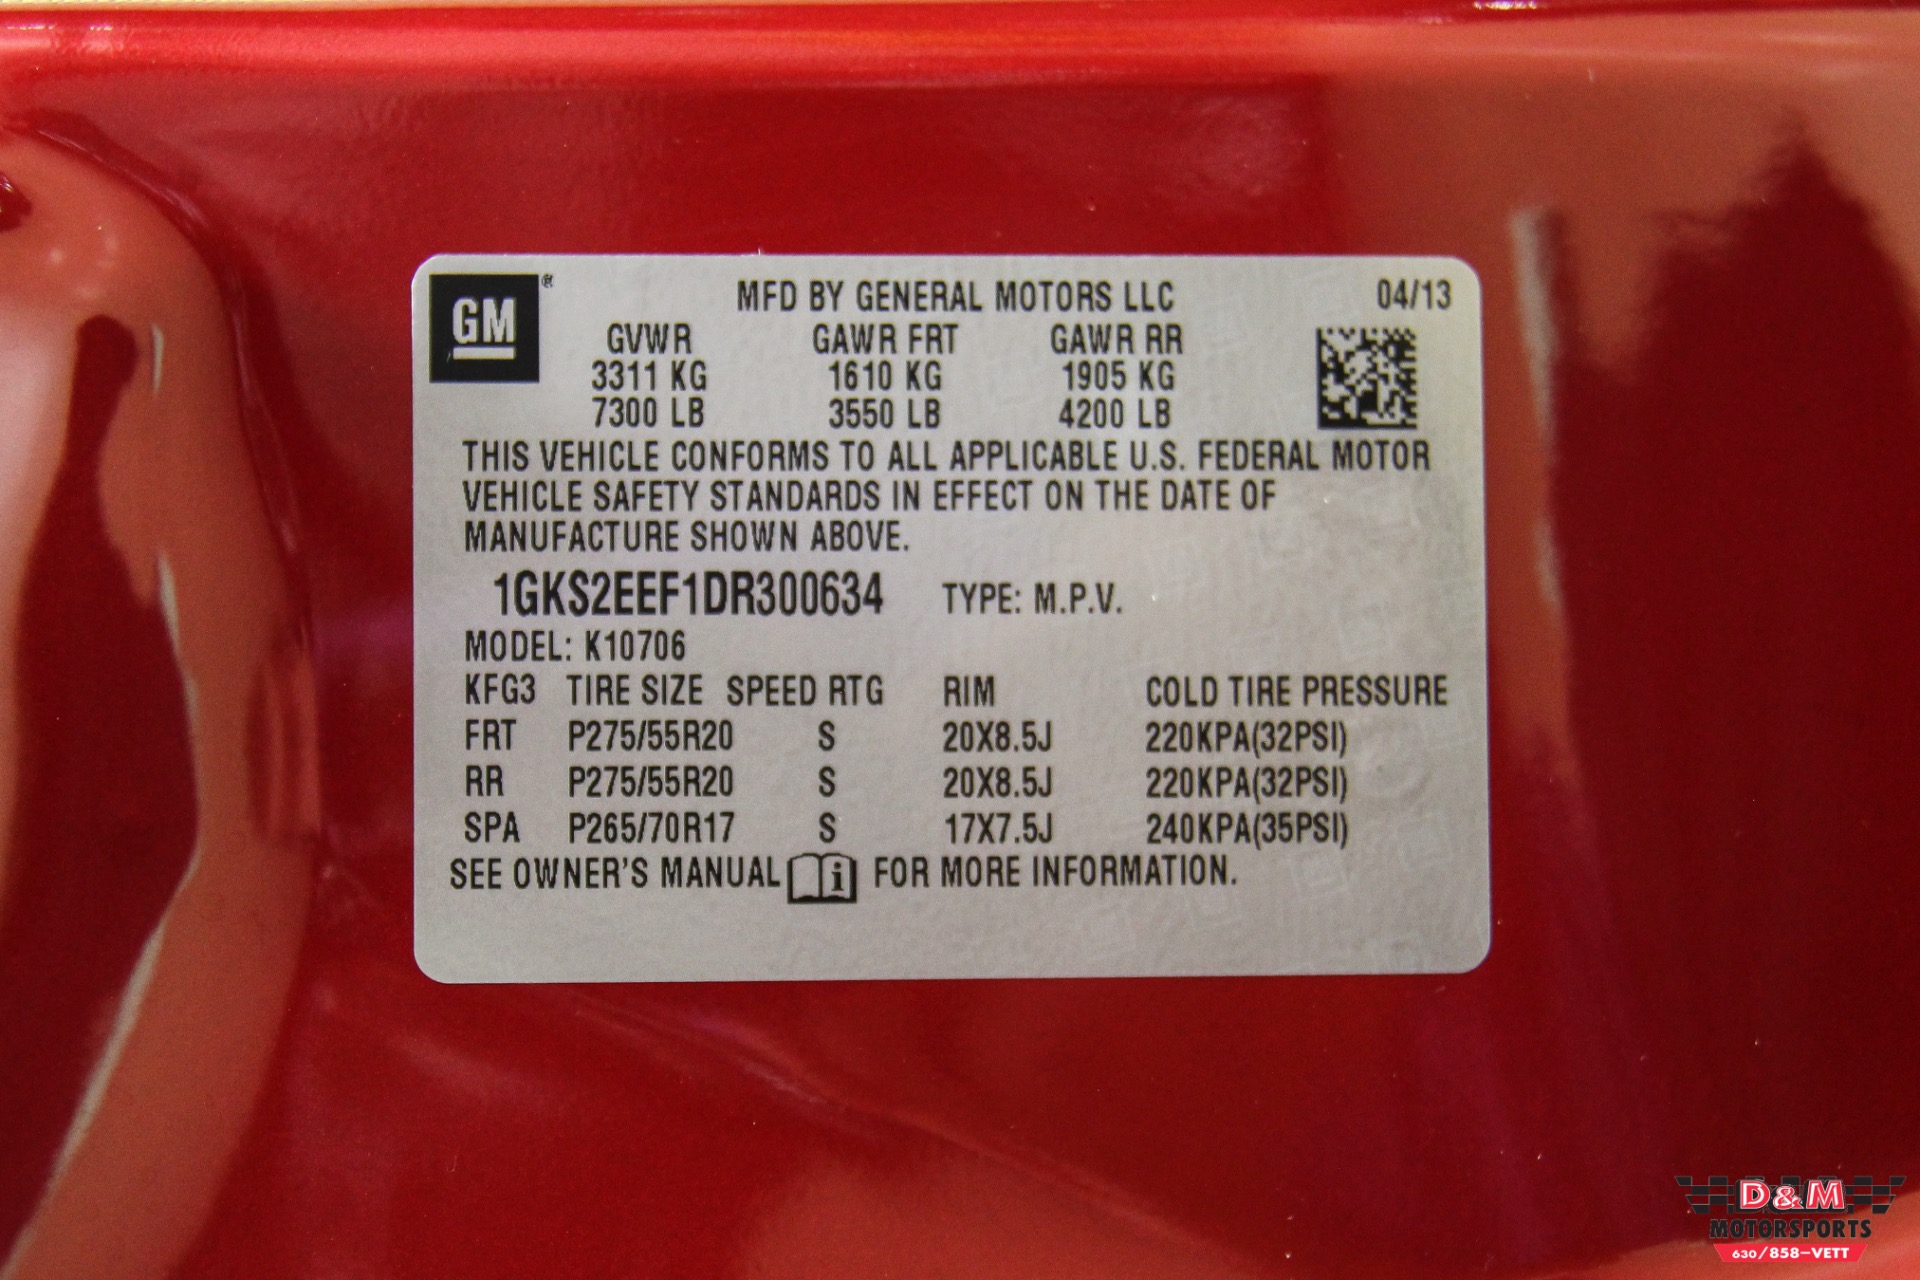 GM ®
MFD BY GENERAL MOTORS LLC 04/13
GVWR GAWR FRT GAWR RR
3311 KG 1610 KG 1905 KG
7300 LB 3550 LB 4200 LB
THIS VEHICLE CONFORMS TO ALL APPLICABLE U.S. FEDERAL MOTOR
VEHICLE SAFETY STANDARDS IN EFFECT ON THE DATE OF
MANUFACTURE SHOWN ABOVE.
1GKS2EEF1DR300634 TYPE: M.P.V.
MODEL: K10706
KFG3 TIRE SIZE SPEED RTG RIM COLD TIRE PRESSURE
FRT P275/55R20 S 20X8.5J 220KPA(32PSI)
RR P275/55R20 S 20X8.5J 220KPA(32PSI)
SPA P265/70R17 S 17X7.5J 240KPA(35PSI)
SEE OWNER'S MANUAL i FOR MORE INFORMATION.
D&M
MOTORSPORTS
630/858-VETT